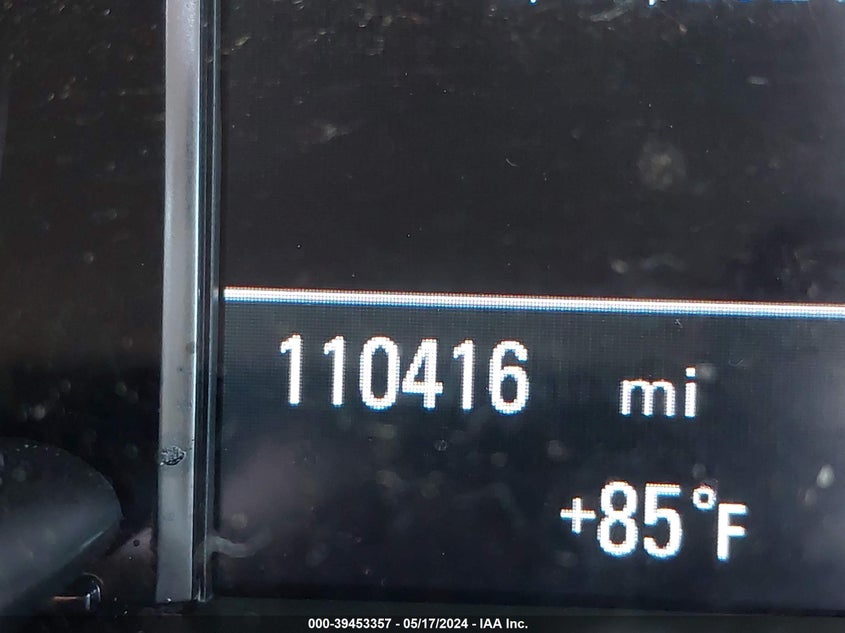 110416 mi
+85°F
000-39453357 - 05/17/2024 - IAA Inc.